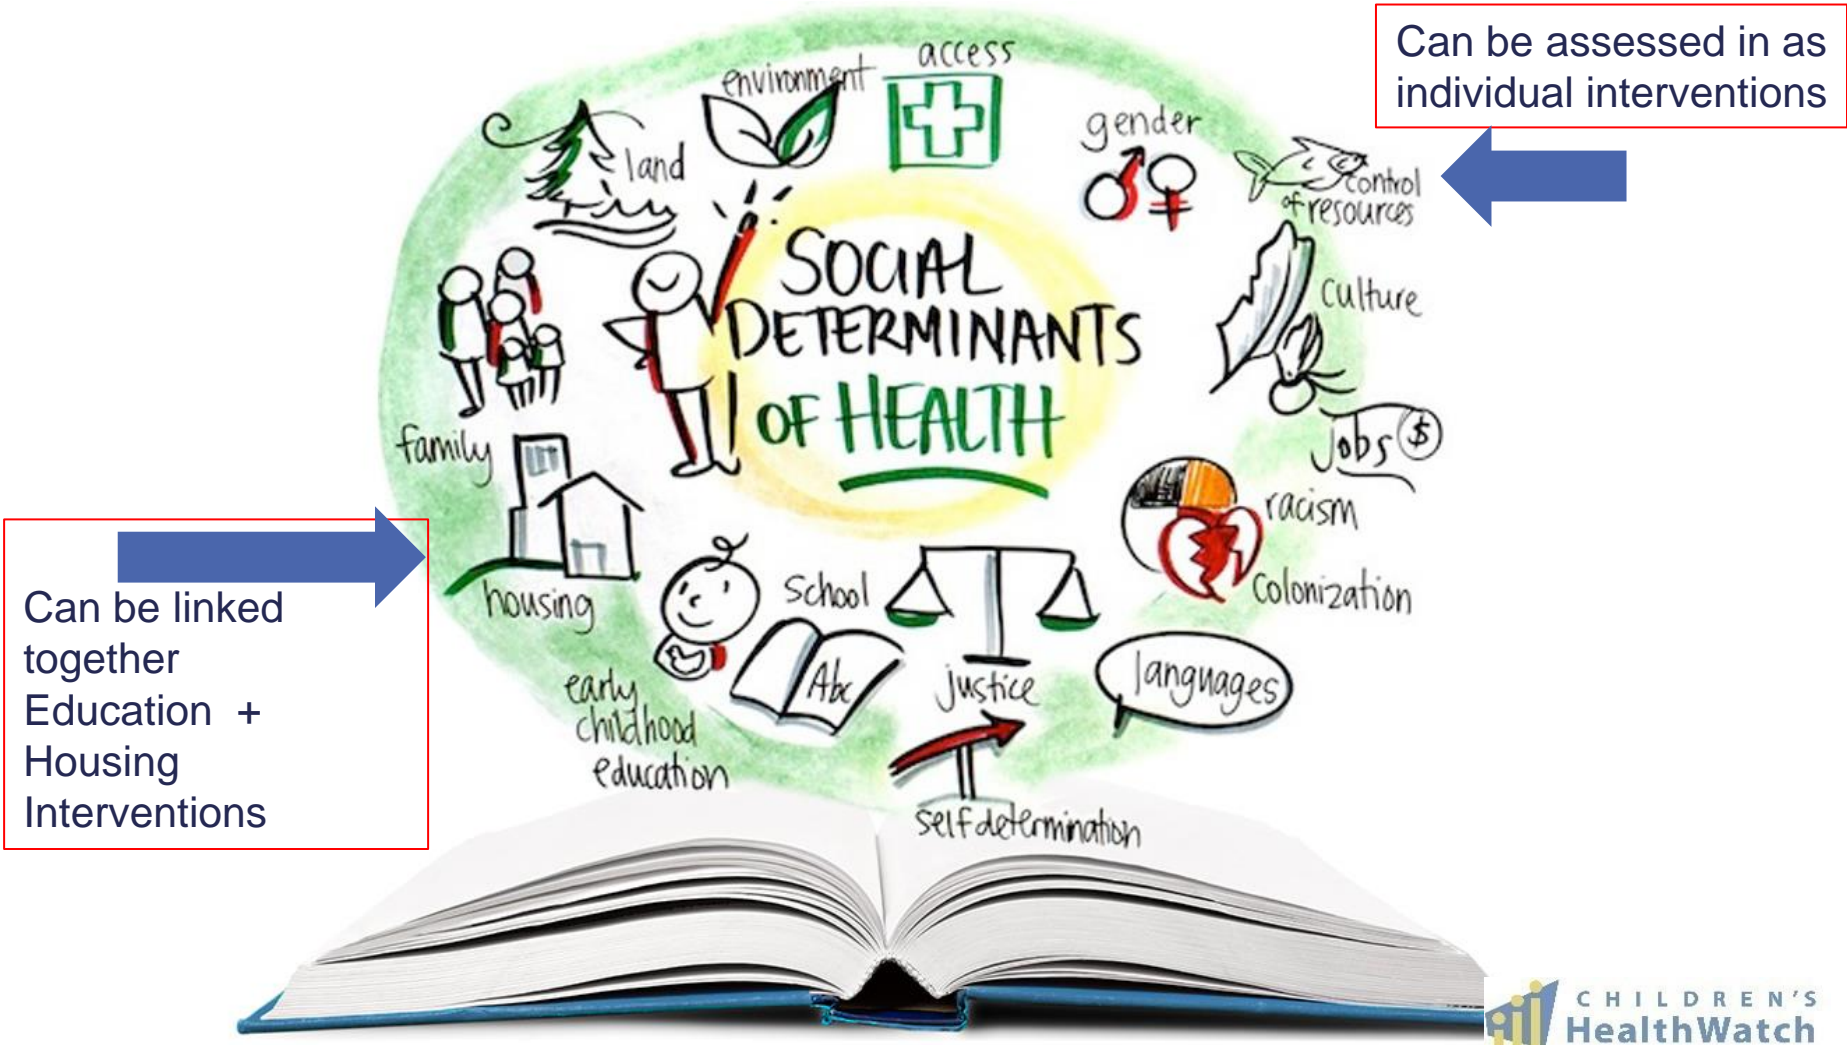 Can be assessed in as
individual interventions
access
environment
gender
land
control
of resources
SOCIAL
DETERMINANTS
OF HEALTH
culture
family
jobs $
racism
colonization
housing
school
Abc
justice
languages
early
childhood
education
self determination
Can be linked
together
Education +
Housing
Interventions
CHILDREN'S
HealthWatch